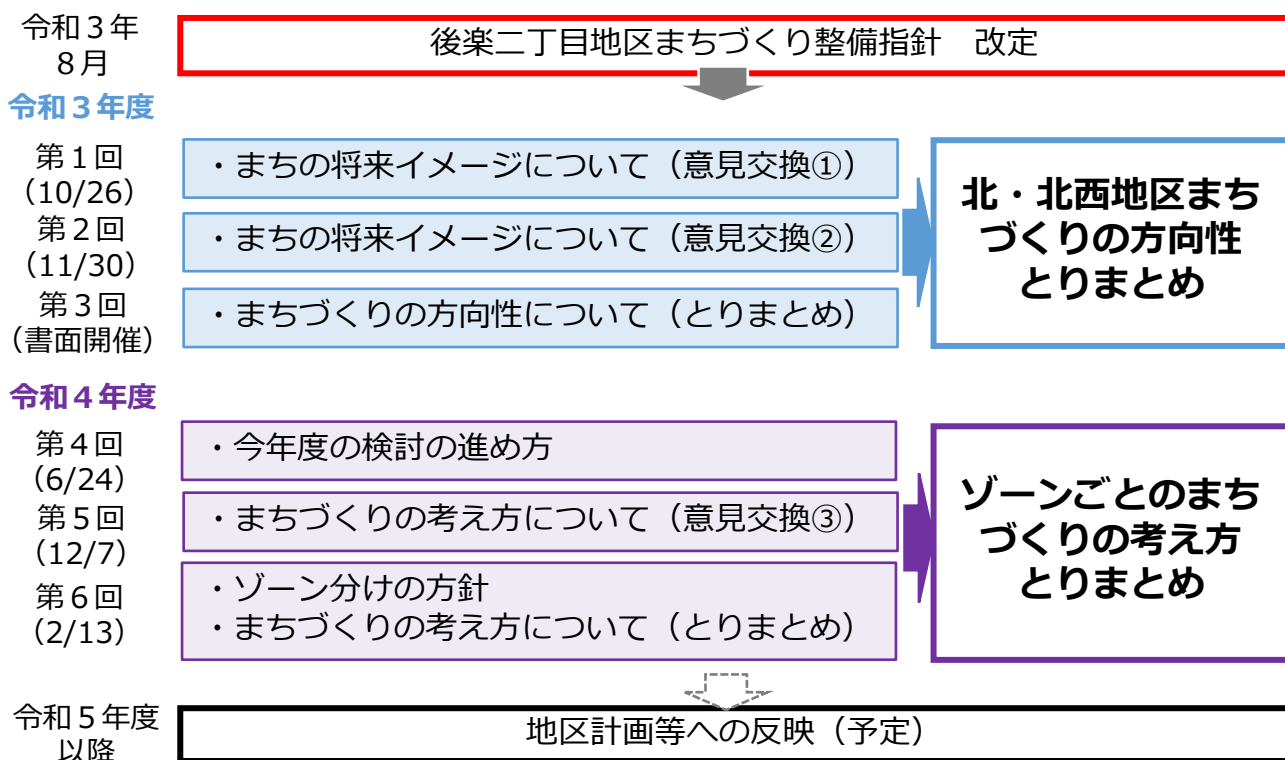 令和３年
８月
後楽二丁目地区まちづくり整備指針　改定
令和３年度
第１回
（10/26）
・まちの将来イメージについて（意見交換①）
第２回
（11/30）
・まちの将来イメージについて（意見交換②）
第３回
（書面開催）
・まちづくりの方向性について（とりまとめ）
北・北西地区まち
づくりの方向性
とりまとめ
令和４年度
第４回
（6/24）
・今年度の検討の進め方
第５回
（12/7）
・まちづくりの考え方について（意見交換③）
第６回
（2/13）
・ゾーン分けの方針
・まちづくりの考え方について（とりまとめ）
ゾーンごとのまち
づくりの考え方
とりまとめ
令和５年度
以降
地区計画等への反映（予定）